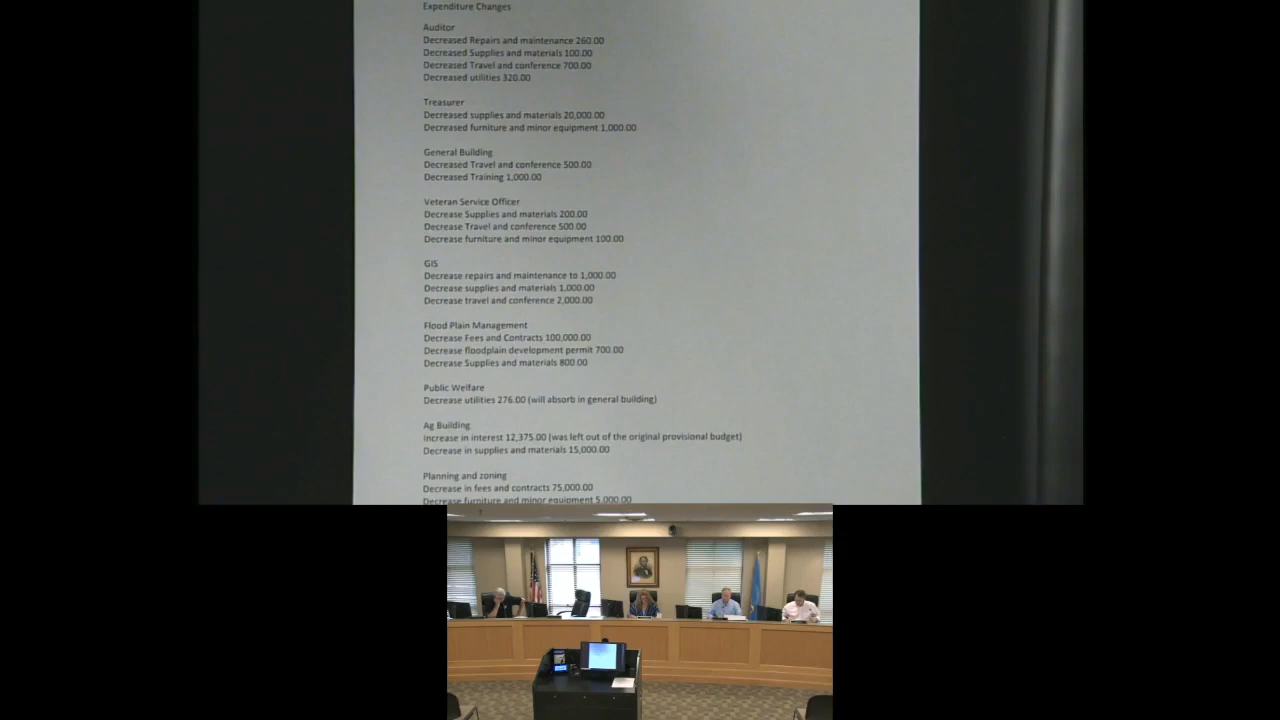 Expenditure Changes
Auditor
Decreased Repairs and maintenance 260.00
Decreased Supplies and materials 100.00
Decreased Travel and conference 700.00
Decreased utilities 320.00
Treasurer
Decreased supplies and materials 20,000.00
Decreased furniture and minor equipment 1,000.00
General Building
Decreased Travel and conference 500.00
Decreased Training 1,000.00
Veteran Service Officer
Decrease Supplies and materials 200.00
Decrease Travel and conference 500.00
Decrease furniture and minor equipment 100.00
GIS
Decrease repairs and maintenance to 1,000.00
Decrease supplies and materials 1,000.00
Decrease travel and conference 2,000.00
Flood Plain Management
Decrease Fees and Contracts 100,000.00
Decrease floodplain development permit 700.00
Decrease Supplies and materials 800.00
Public Welfare
Decrease utilities 276.00 (will absorb in general building)
Ag Building
Increase in interest 12,375.00 (was left out of the original provisional budget)
Decrease in supplies and materials 15,000.00
Planning and zoning
Decrease in fees and contracts 75,000.00
Decrease furniture and minor equipment 5,000.00